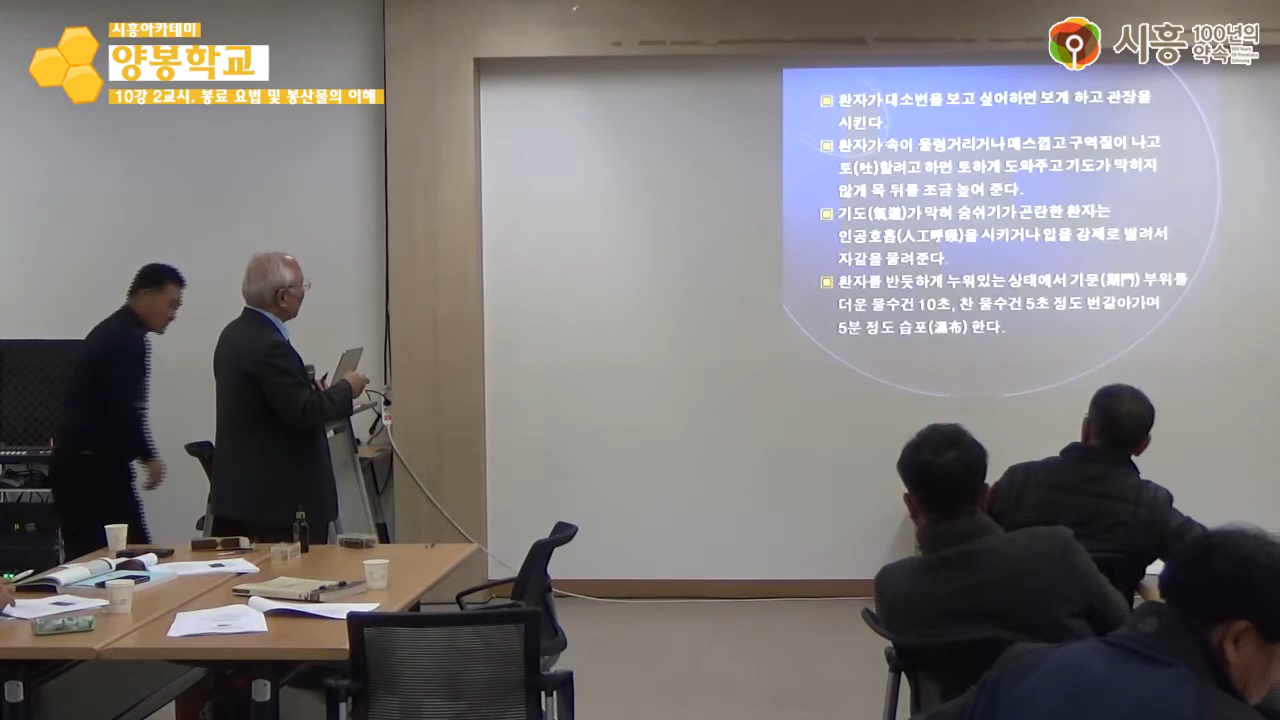 시흥아카데미
양봉학교
10강 2교시. 봉료 요법 및 봉산물의 이해
시흥 100년의 약속
환자가 대소변을 보고 싶어하면 보게 하고 관장을
시킨다.
환자가 속이 울렁거리거나 매스껍고 구역질이 나고
토(吐)할려고 하면 토하게 도와주고 기도가 막히지
않게 목 뒤를 조금 높여 준다.
기도(氣道)가 막혀 숨쉬기가 곤란한 환자는
인공호흡(人工呼吸)을 시키거나 입을 강제로 벌려서
자갈을 물려준다.
환자를 반듯하게 누워있는 상태에서 기문(期門) 부위를
더운 물수건 10초, 찬 물수건 5초 정도 번갈아가며
5분 정도 습포(濕布) 한다.